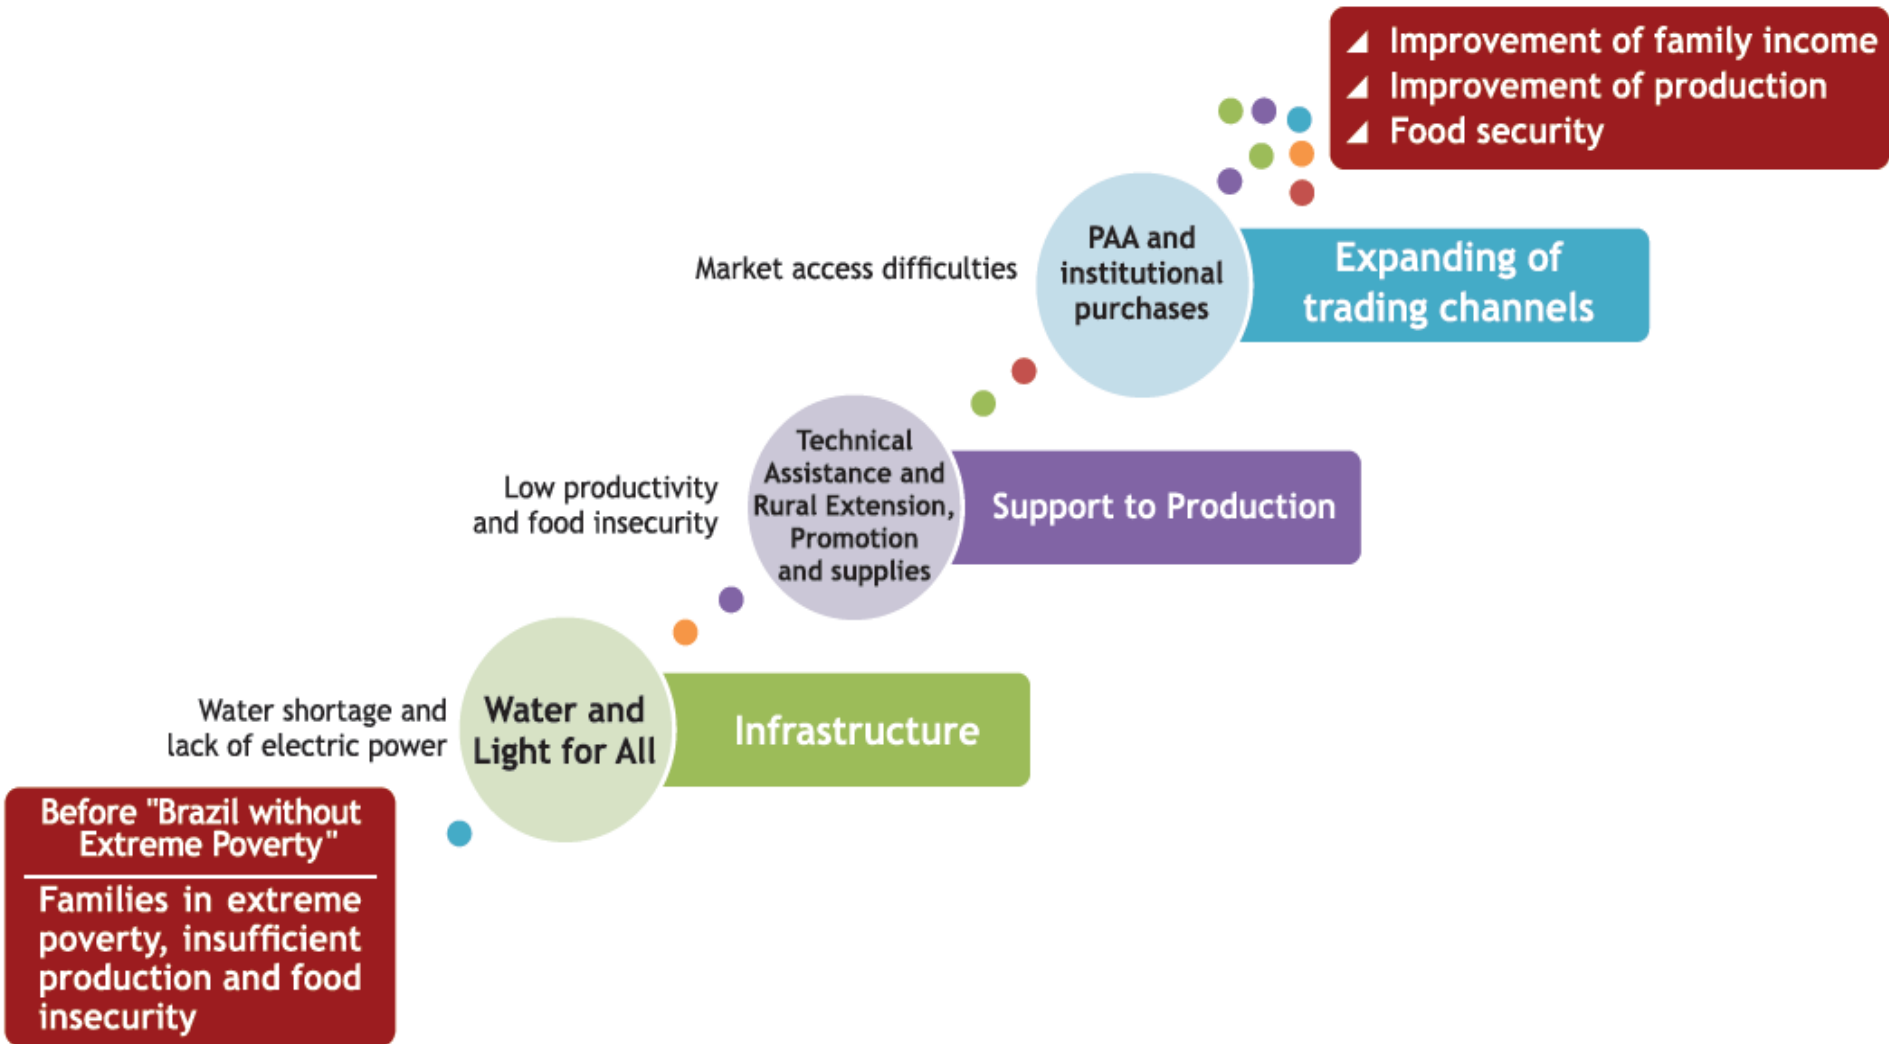 Improvement of family income
Improvement of production
Food security
PAA and
institutional
purchases
Expanding of
trading channels
Market access difficulties
Technical
Assistance and
Rural Extension,
Promotion
and supplies
Support to Production
Low productivity
and food insecurity
Water and
Light for All
Infrastructure
Water shortage and
lack of electric power
Before "Brazil without
Extreme Poverty"
Families in extreme
poverty, insufficient
production and food
insecurity